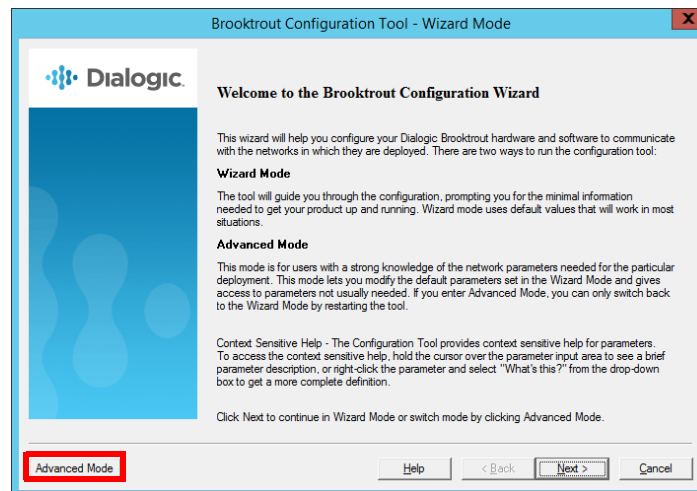 Brooktrout Configuration Tool - Wizard Mode
X
Dialogic.
Welcome to the Brooktrout Configuration Wizard
This wizard will help you configure your Dialogic Brooktrout hardware and software to communicate
with the networks in which they are deployed. There are two ways to run the configuration tool:
Wizard Mode
The tool will guide you through the configuration, prompting you for the minimal information
needed to get your product up and running. Wizard mode uses default values that will work in most
situations.
Advanced Mode
This mode is for users with a strong knowledge of the network parameters needed for the particular
deployment. This mode lets you modify the default parameters set in the Wizard Mode and gives
access to parameters not usually needed. If you enter Advanced Mode, you can only switch back
to the Wizard Mode by restarting the tool.
Context Sensitive Help - The Configuration Tool provides context sensitive help for parameters.
To access the context sensitive help, hold the cursor over the parameter input area to see a brief
parameter description, or right-click the parameter and select "What's this?" from the drop-down
box to get a more complete definition.
Click Next to continue in Wizard Mode or switch mode by clicking Advanced Mode.
Advanced Mode
Help
< Back
Next >
Cancel